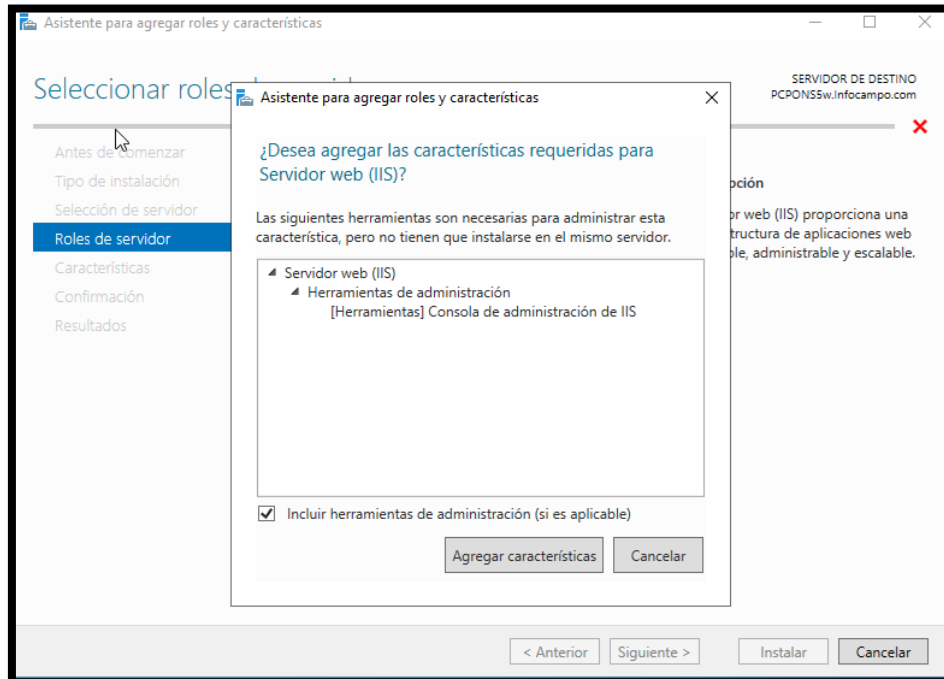 Asistente para agregar roles y características
Seleccionar roles
SERVIDOR DE DESTINO
PCPONS5w.Infocampo.com
Antes de comenzar
Tipo de instalación
Selección de servidor
Roles de servidor
Características
Confirmación
Resultados
Asistente para agregar roles y características
¿Desea agregar las características requeridas para
Servidor web (IIS)?
Las siguientes herramientas son necesarias para administrar esta
característica, pero no tienen que instalarse en el mismo servidor.
Servidor web (IIS)
Herramientas de administración
[Herramientas] Consola de administración de IIS
Incluir herramientas de administración (si es aplicable)
Agregar características
Cancelar
web (IIS) proporciona una
de aplicaciones web
administrable y escalable.
< Anterior
Siguiente >
Instalar
Cancelar